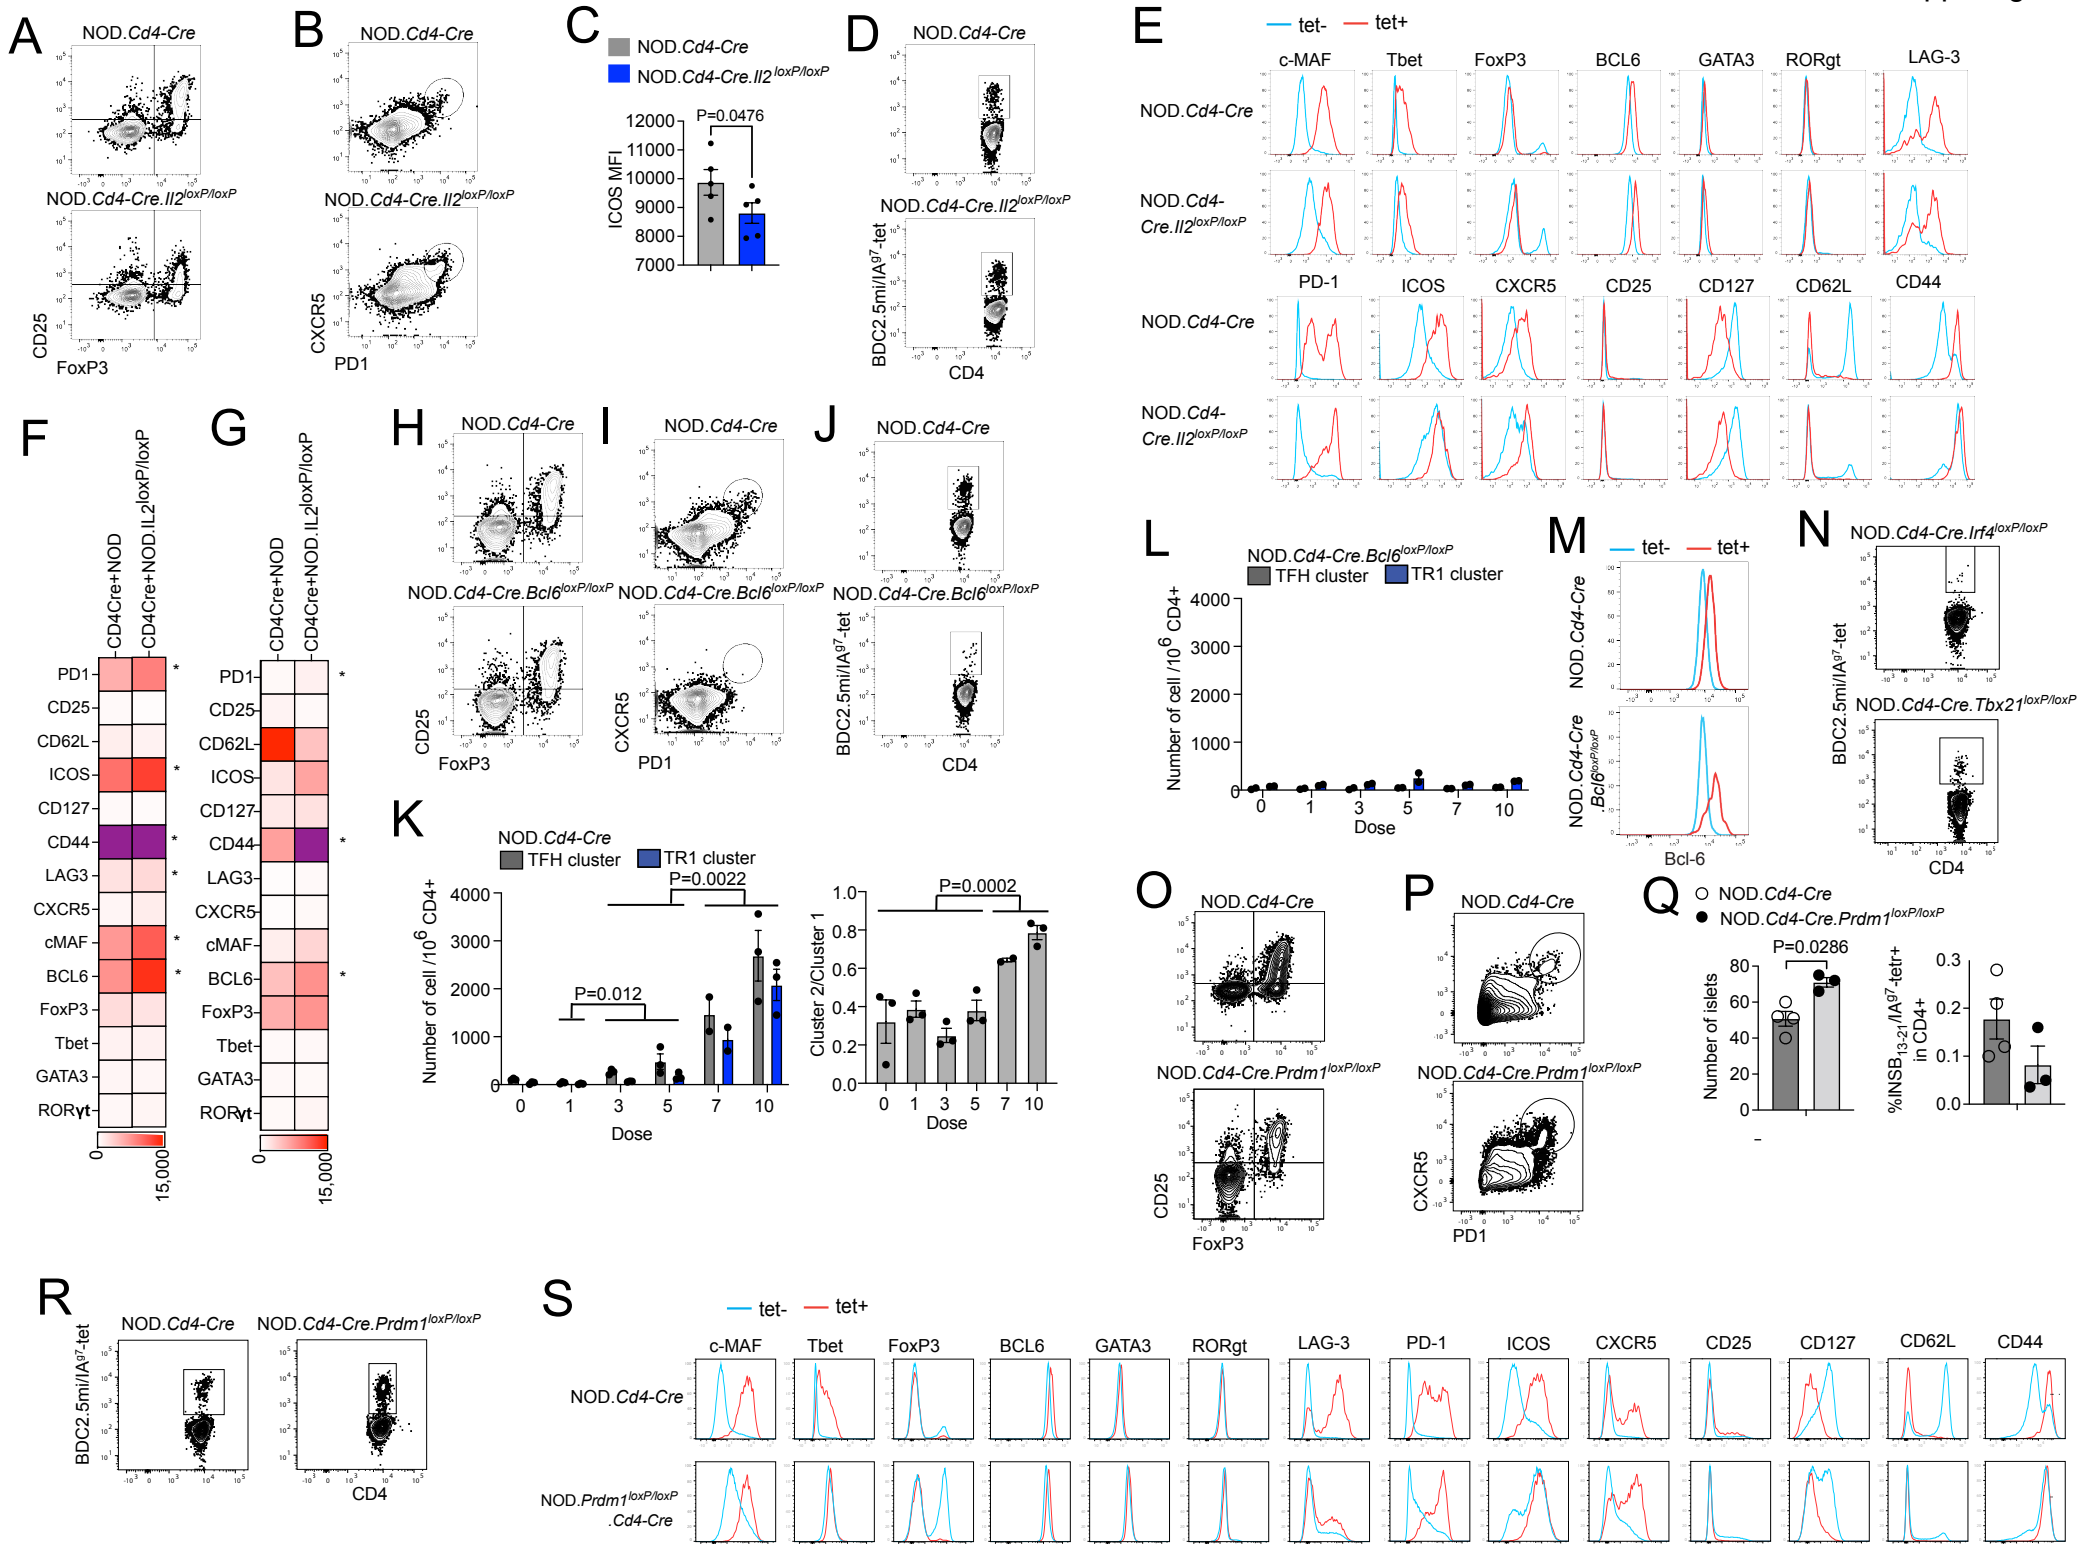 A
NOD.Cd4-Cre
NOD.Cd4-Cre.Il2loxP/loxP
CD25
FoxP3
B
NOD.Cd4-Cre
NOD.Cd4-Cre.Il2loxP/loxP
CXCR5
PD1
C
NOD.Cd4-Cre
NOD.Cd4-Cre.Il2loxP/loxP
P=0.0476
ICOS MFI
12000
11000
10000
9000
8000
7000
D
NOD.Cd4-Cre
NOD.Cd4-Cre.Il2loxP/loxP
BDC2.5mi/IAg7-tet
CD4
E
tet- tet+
c-MAF Tbet FoxP3 BCL6 GATA3 RORgt LAG-3
NOD.Cd4-Cre
NOD.Cd4-
Cre.Il2loxP/loxP
PD-1 ICOS CXCR5 CD25 CD127 CD62L CD44
NOD.Cd4-Cre
NOD.Cd4-
Cre.Il2loxP/loxP
F
CD4Cre+NOD
CD4Cre+NOD.IL2loxP/loxP
PD1 *
CD25
CD62L
ICOS *
CD127
CD44 *
LAG3 *
CXCR5
cMAF *
BCL6 *
FoxP3
Tbet
GATA3
RORγt
0 15,000
G
CD4Cre+NOD
CD4Cre+NOD.IL2loxP/loxP
PD1 *
CD25
CD62L
ICOS
CD127
CD44 *
LAG3
CXCR5
cMAF
BCL6 *
FoxP3
Tbet
GATA3
RORγt
0 15,000
H
NOD.Cd4-Cre
NOD.Cd4-Cre.Bcl6loxP/loxP
CD25
FoxP3
I
NOD.Cd4-Cre
NOD.Cd4-Cre.Bcl6loxP/loxP
CXCR5
PD1
J
NOD.Cd4-Cre
NOD.Cd4-Cre.Bcl6loxP/loxP
BDC2.5mi/IAg7-tet
CD4
K
NOD.Cd4-Cre
TFH cluster TR1 cluster
P=0.0022
P=0.012
Number of cell /10^6 CD4+
4000
3000
2000
1000
0
0 1 3 5 7 10
Dose
P=0.0002
Cluster 2/Cluster 1
1.0
0.8
0.6
0.4
0.2
0.0
0 1 3 5 7 10
Dose
L
NOD.Cd4-Cre.Bcl6loxP/loxP
TFH cluster TR1 cluster
Number of cell /10^6 CD4+
4000
3000
2000
1000
0
0 1 3 5 7 10
Dose
M
tet- tet+
NOD.Cd4-Cre
NOD.Cd4-Cre
.Bcl6loxP/loxP
Bcl-6
N
NOD.Cd4-Cre.Irf4loxP/loxP
NOD.Cd4-Cre.Tbx21loxP/loxP
BDC2.5mi/IAg7-tet
CD4
O
NOD.Cd4-Cre
NOD.Cd4-Cre.Prdm1loxP/loxP
CD25
FoxP3
P
NOD.Cd4-Cre
NOD.Cd4-Cre.Prdm1loxP/loxP
CXCR5
PD1
Q
NOD.Cd4-Cre
NOD.Cd4-Cre.Prdm1loxP/loxP
P=0.0286
Number of islets
80
60
40
20
0
%INSB13-21/IAg7-tetr+
in CD4+
0.3
0.2
0.1
0.0
R
NOD.Cd4-Cre NOD.Cd4-Cre.Prdm1loxP/loxP
BDC2.5mi/IAg7-tet
CD4
S
tet- tet+
c-MAF Tbet FoxP3 BCL6 GATA3 RORgt LAG-3 PD-1 ICOS CXCR5 CD25 CD127 CD62L CD44
NOD.Cd4-Cre
NOD.Prdm1loxP/loxP
.Cd4-Cre